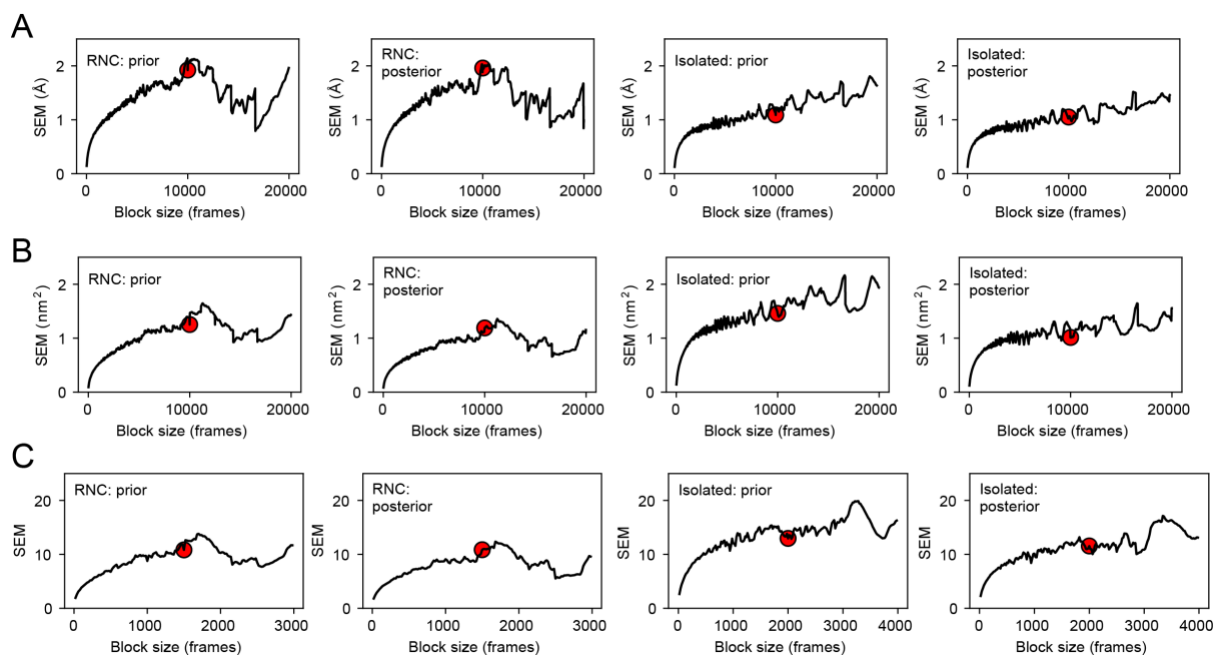 A
RNC: prior
SEM (Å)
2
1
0
0 10000 20000
Block size (frames)
RNC:
posterior
SEM (Å)
2
1
0
0 10000 20000
Block size (frames)
Isolated: prior
SEM (Å)
2
1
0
0 10000 20000
Block size (frames)
Isolated:
posterior
SEM (Å)
2
1
0
0 10000 20000
Block size (frames)
B
RNC: prior
SEM (nm²)
2
1
0
0 10000 20000
Block size (frames)
RNC:
posterior
SEM (nm²)
2
1
0
0 10000 20000
Block size (frames)
Isolated: prior
SEM (nm²)
2
1
0
0 10000 20000
Block size (frames)
Isolated:
posterior
SEM (nm²)
2
1
0
0 10000 20000
Block size (frames)
C
RNC: prior
SEM
20
10
0
0 1000 2000 3000
Block size (frames)
RNC:
posterior
SEM
20
10
0
0 1000 2000 3000
Block size (frames)
Isolated: prior
SEM
20
10
0
0 1000 2000 3000 4000
Block size (frames)
Isolated:
posterior
SEM
20
10
0
0 1000 2000 3000 4000
Block size (frames)